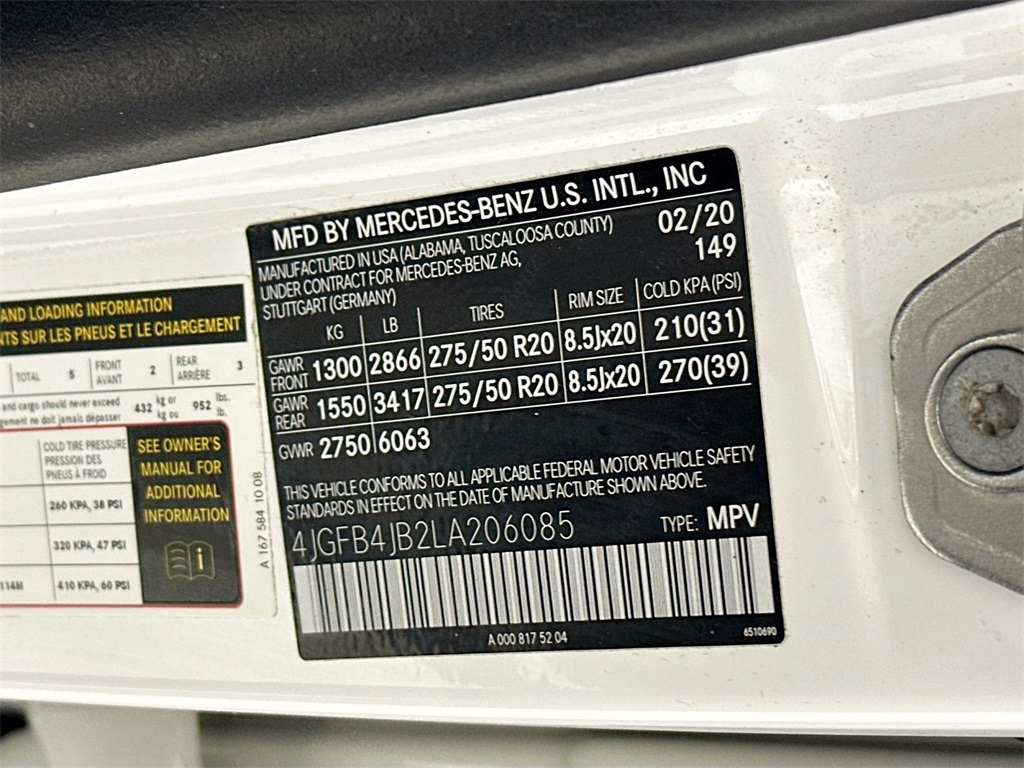 AND LOADING INFORMATION
NTS SUR LES PNEUS ET LE CHARGEMENT
TOTAL 5 FRONT AVANT 2 REAR ARRIÈRE 3
and cargo should never exceed 432 kg or 952 lbs.
gement ne doit jamais dépasser kg ou lb.
COLD TIRE PRESSURE
PRESSION DES
PNEUS À FROID
260 KPA, 38 PSI
320 KPA, 47 PSI
114M 410 KPA, 60 PSI
SEE OWNER'S
MANUAL FOR
ADDITIONAL
INFORMATION
i
A 167 584 10 08
MFD BY MERCEDES-BENZ U.S. INTL., INC
MANUFACTURED IN USA (ALABAMA, TUSCALOOSA COUNTY) 02/20
UNDER CONTRACT FOR MERCEDES-BENZ AG, 149
STUTTGART (GERMANY)
KG LB TIRES RIM SIZE COLD KPA (PSI)
GAWR FRONT 1300 2866 275/50 R20 8.5Jx20 210(31)
GAWR REAR 1550 3417 275/50 R20 8.5Jx20 270(39)
GVWR 2750 6063
THIS VEHICLE CONFORMS TO ALL APPLICABLE FEDERAL MOTOR VEHICLE SAFETY
STANDARDS IN EFFECT ON THE DATE OF MANUFACTURE SHOWN ABOVE.
4JGFB4JB2LA206085 TYPE: MPV
A 000 817 52 04 6510690